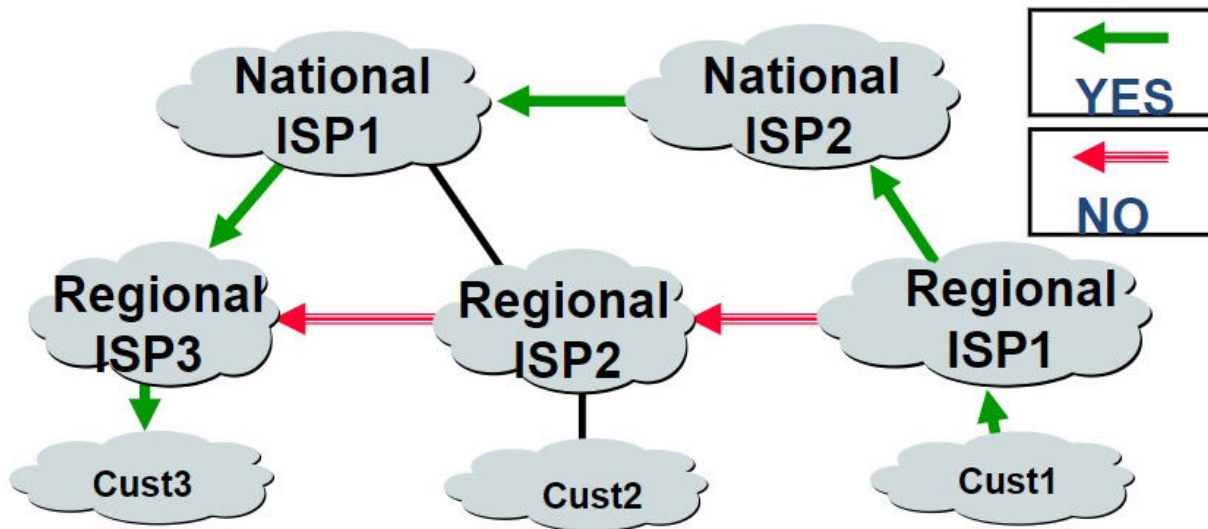 National
ISP1
National
ISP2
YES
NO
Regional
ISP3
Regional
ISP2
Regional
ISP1
Cust3
Cust2
Cust1